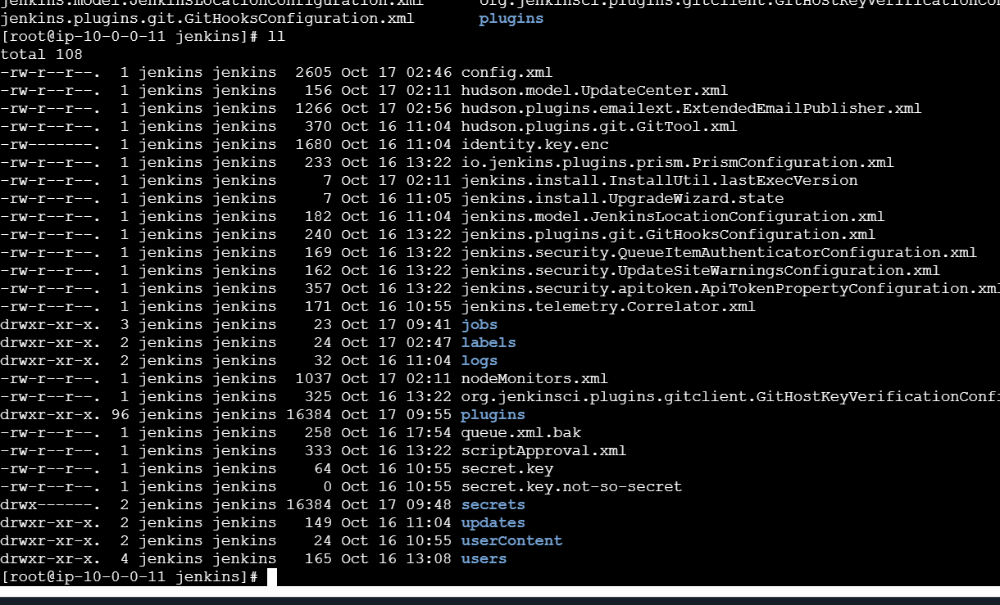 jenkins.model.JenkinsLocationConfiguration.xml org.jenkinsci.plugins.gitclient.GitHostKeyVerificationCo
jenkins.plugins.git.GitHooksConfiguration.xml plugins
[root@ip-10-0-0-11 jenkins]# ll
total 108
-rw-r--r--. 1 jenkins jenkins 2605 Oct 17 02:46 config.xml
-rw-r--r--. 1 jenkins jenkins 156 Oct 17 02:11 hudson.model.UpdateCenter.xml
-rw-r--r--. 1 jenkins jenkins 1266 Oct 17 02:56 hudson.plugins.emailext.ExtendedEmailPublisher.xml
-rw-r--r--. 1 jenkins jenkins 370 Oct 16 11:04 hudson.plugins.git.GitTool.xml
-rw-------. 1 jenkins jenkins 1680 Oct 16 11:04 identity.key.enc
-rw-r--r--. 1 jenkins jenkins 233 Oct 16 13:22 io.jenkins.plugins.prism.PrismConfiguration.xml
-rw-r--r--. 1 jenkins jenkins 7 Oct 17 02:11 jenkins.install.InstallUtil.lastExecVersion
-rw-r--r--. 1 jenkins jenkins 7 Oct 16 11:05 jenkins.install.UpgradeWizard.state
-rw-r--r--. 1 jenkins jenkins 182 Oct 16 11:04 jenkins.model.JenkinsLocationConfiguration.xml
-rw-r--r--. 1 jenkins jenkins 240 Oct 16 13:22 jenkins.plugins.git.GitHooksConfiguration.xml
-rw-r--r--. 1 jenkins jenkins 169 Oct 16 13:22 jenkins.security.QueueItemAuthenticatorConfiguration.xml
-rw-r--r--. 1 jenkins jenkins 162 Oct 16 13:22 jenkins.security.UpdateSiteWarningsConfiguration.xml
-rw-r--r--. 1 jenkins jenkins 357 Oct 16 13:22 jenkins.security.apitoken.ApiTokenPropertyConfiguration.xml
-rw-r--r--. 1 jenkins jenkins 171 Oct 16 10:55 jenkins.telemetry.Correlator.xml
drwxr-xr-x. 3 jenkins jenkins 23 Oct 17 09:41 jobs
drwxr-xr-x. 2 jenkins jenkins 24 Oct 17 02:47 labels
drwxr-xr-x. 2 jenkins jenkins 32 Oct 16 11:04 logs
-rw-r--r--. 1 jenkins jenkins 1037 Oct 17 02:11 nodeMonitors.xml
-rw-r--r--. 1 jenkins jenkins 325 Oct 16 13:22 org.jenkinsci.plugins.gitclient.GitHostKeyVerificationConfi
drwxr-xr-x. 96 jenkins jenkins 16384 Oct 17 09:55 plugins
-rw-r--r--. 1 jenkins jenkins 258 Oct 16 17:54 queue.xml.bak
-rw-r--r--. 1 jenkins jenkins 333 Oct 16 13:22 scriptApproval.xml
-rw-r--r--. 1 jenkins jenkins 64 Oct 16 10:55 secret.key
-rw-r--r--. 1 jenkins jenkins 0 Oct 16 10:55 secret.key.not-so-secret
drwx------. 2 jenkins jenkins 16384 Oct 17 09:48 secrets
drwxr-xr-x. 2 jenkins jenkins 149 Oct 16 11:04 updates
drwxr-xr-x. 2 jenkins jenkins 24 Oct 16 10:55 userContent
drwxr-xr-x. 4 jenkins jenkins 165 Oct 16 13:08 users
[root@ip-10-0-0-11 jenkins]#